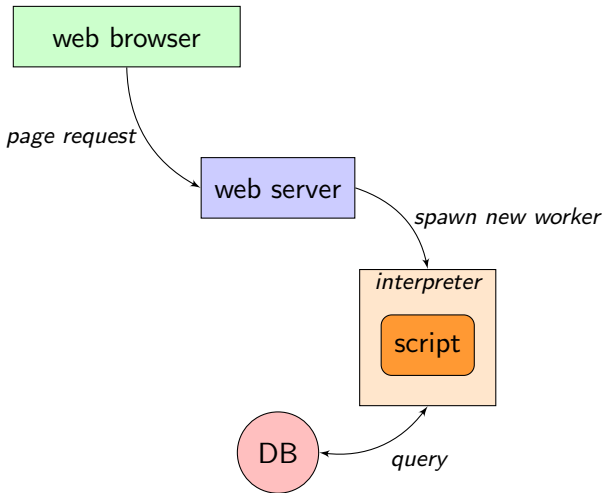 web browser
page request
web server
spawn new worker
interpreter
script
DB
query